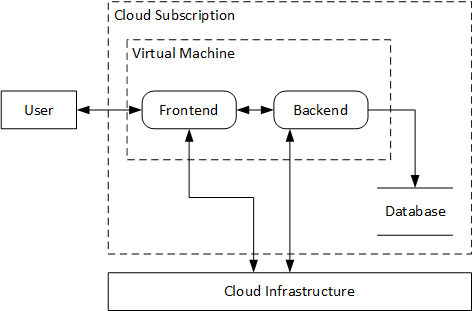 Cloud Subscription
Virtual Machine
User
Frontend
Backend
Database
Cloud Infrastructure